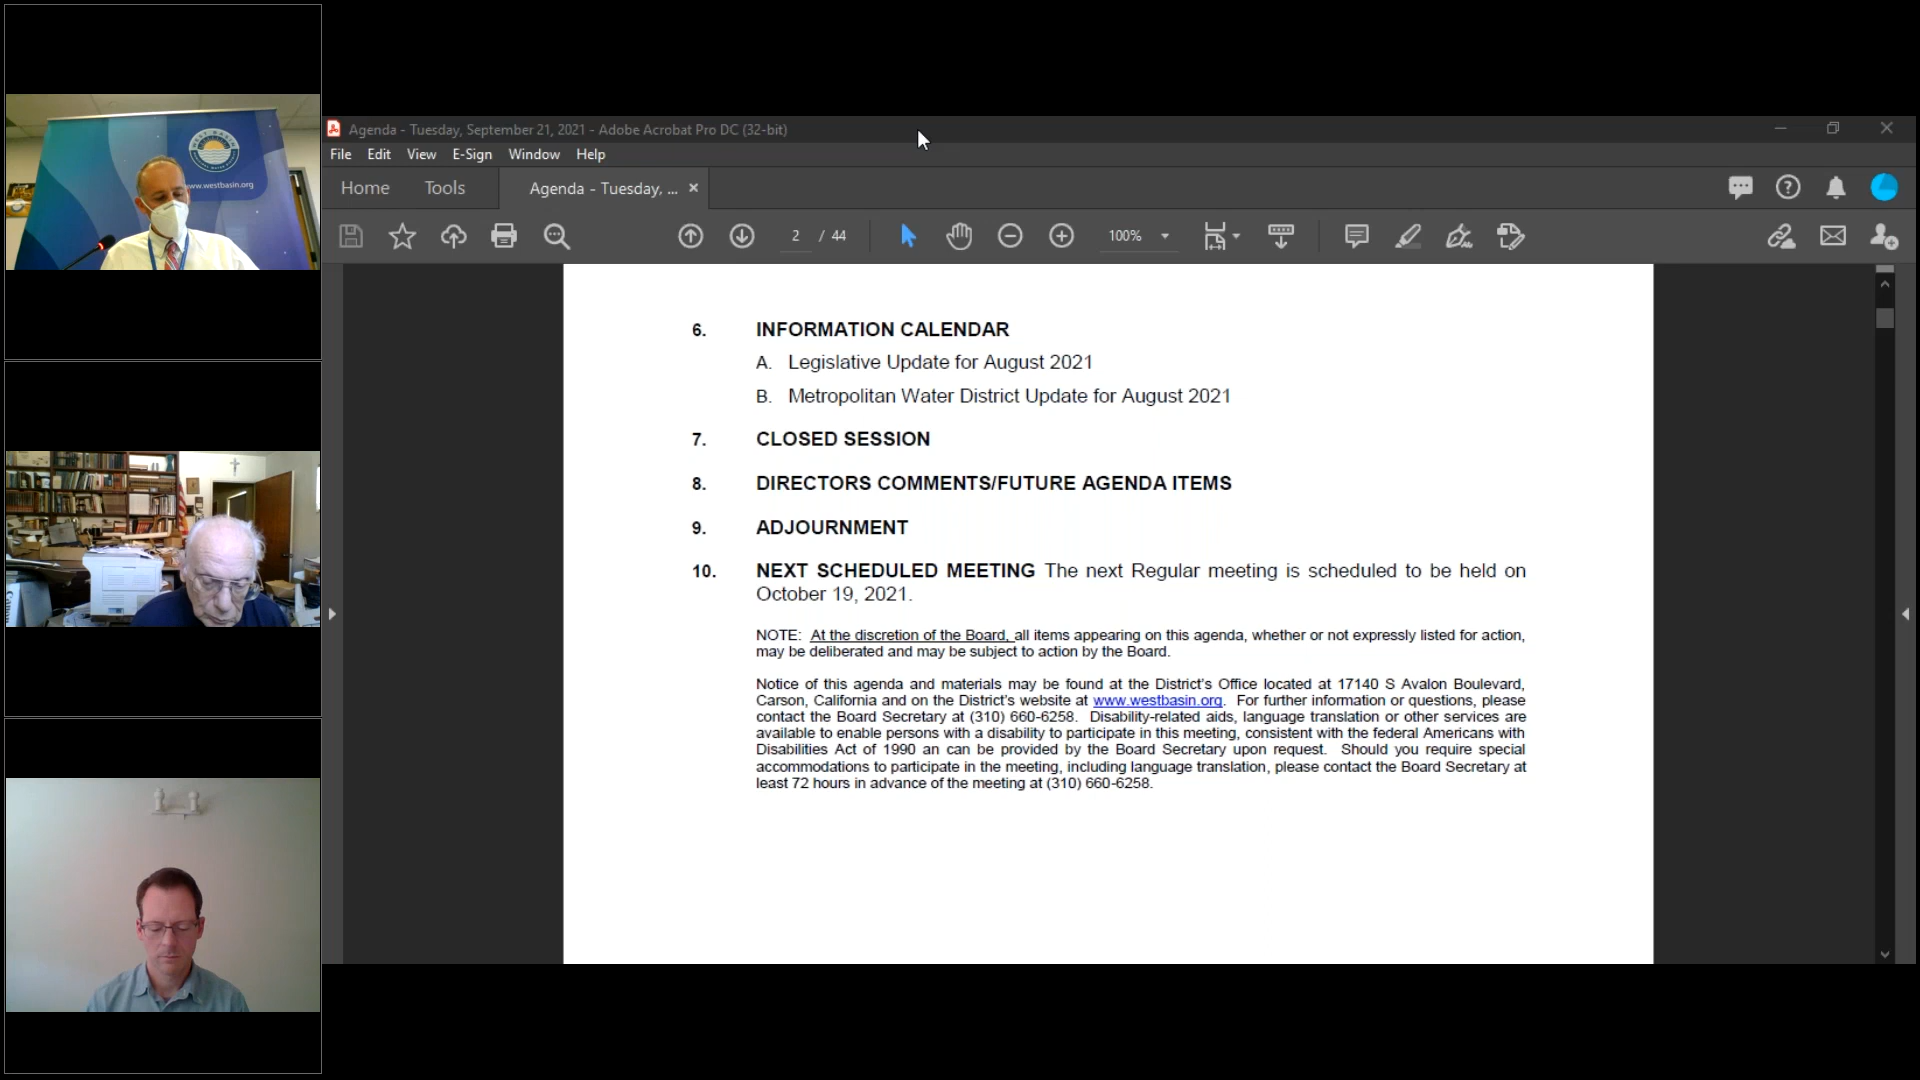 WEST BASIN
www.westbasin.org
Canon
Agenda - Tuesday, September 21, 2021 - Adobe Acrobat Pro DC (32-bit)
File Edit View E-Sign Window Help
Home Tools Agenda - Tuesday, ... ×
2 / 44 100%
6. INFORMATION CALENDAR
A. Legislative Update for August 2021
B. Metropolitan Water District Update for August 2021
7. CLOSED SESSION
8. DIRECTORS COMMENTS/FUTURE AGENDA ITEMS
9. ADJOURNMENT
10. NEXT SCHEDULED MEETING The next Regular meeting is scheduled to be held on
October 19, 2021.
NOTE: At the discretion of the Board, all items appearing on this agenda, whether or not expressly listed for action,
may be deliberated and may be subject to action by the Board.
Notice of this agenda and materials may be found at the District's Office located at 17140 S Avalon Boulevard,
Carson, California and on the District's website at www.westbasin.org. For further information or questions, please
contact the Board Secretary at (310) 660-6258. Disability-related aids, language translation or other services are
available to enable persons with a disability to participate in this meeting, consistent with the federal Americans with
Disabilities Act of 1990 an can be provided by the Board Secretary upon request. Should you require special
accommodations to participate in the meeting, including language translation, please contact the Board Secretary at
least 72 hours in advance of the meeting at (310) 660-6258.